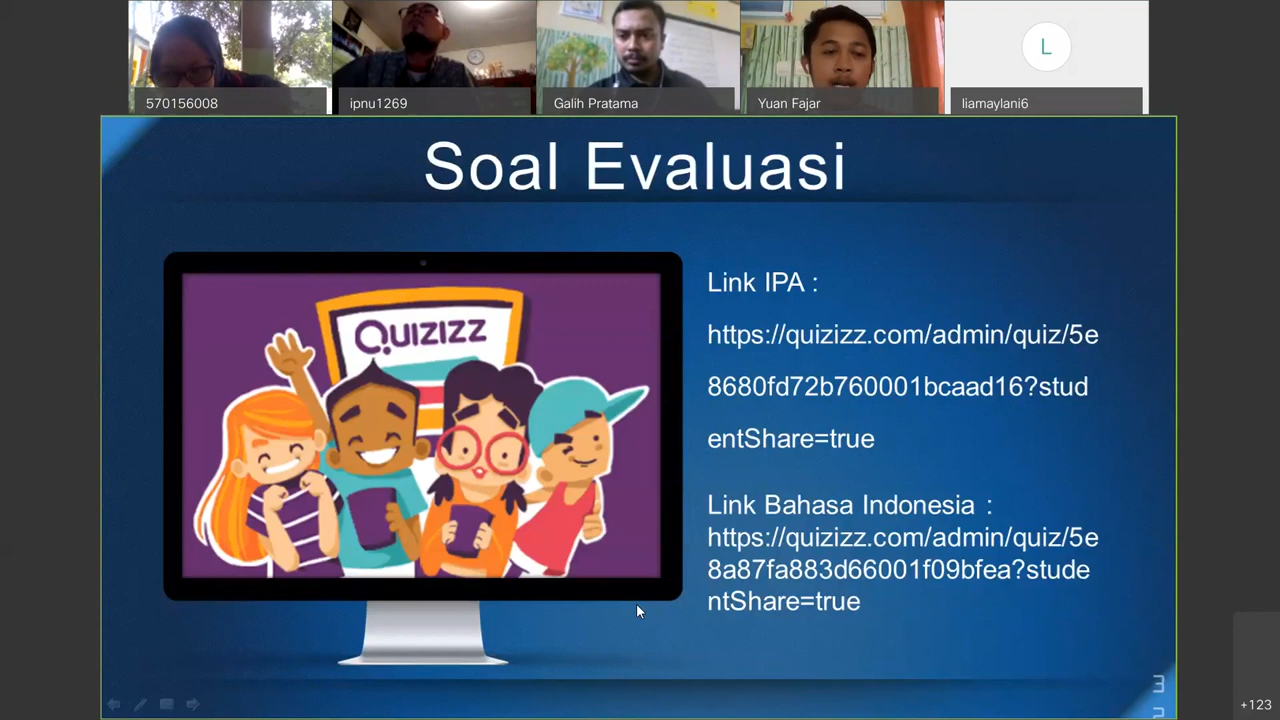 570156008
ipnu1269
Galih Pratama
Yuan Fajar
L
liamaylani6
Soal Evaluasi
QUIZIZZ
Link IPA :
https://quizizz.com/admin/quiz/5e
8680fd72b760001bcaad16?stud
entShare=true
Link Bahasa Indonesia :
https://quizizz.com/admin/quiz/5e
8a87fa883d66001f09bfea?stude
ntShare=true
+123